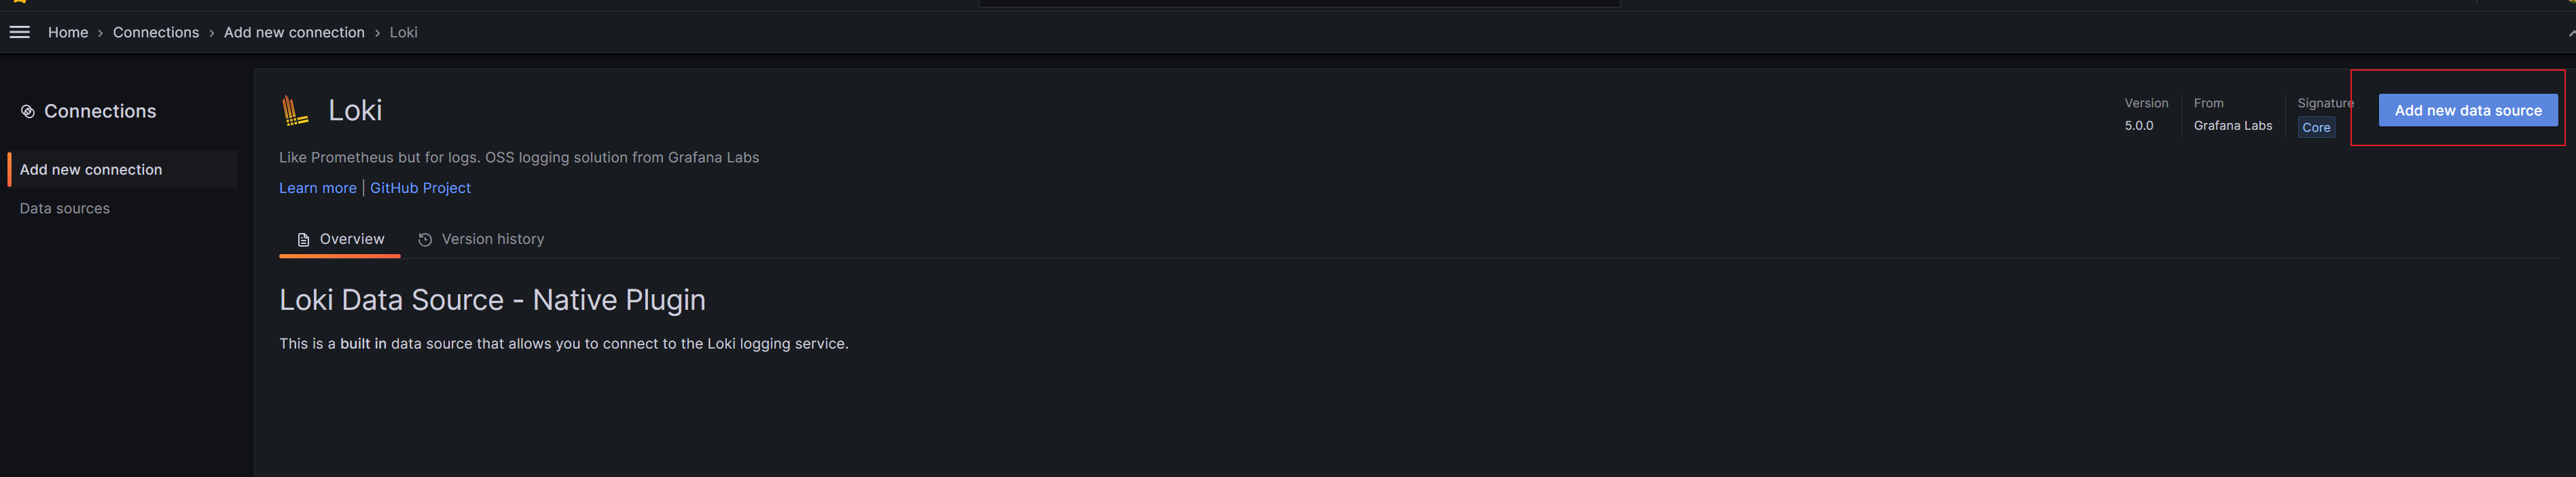 Home › Connections › Add new connection › Loki
Connections
Add new connection
Data sources
Loki
Version
5.0.0
From
Grafana Labs
Signature
Core
Add new data source
Like Prometheus but for logs. OSS logging solution from Grafana Labs
Learn more | GitHub Project
Overview
Version history
Loki Data Source - Native Plugin
This is a built in data source that allows you to connect to the Loki logging service.